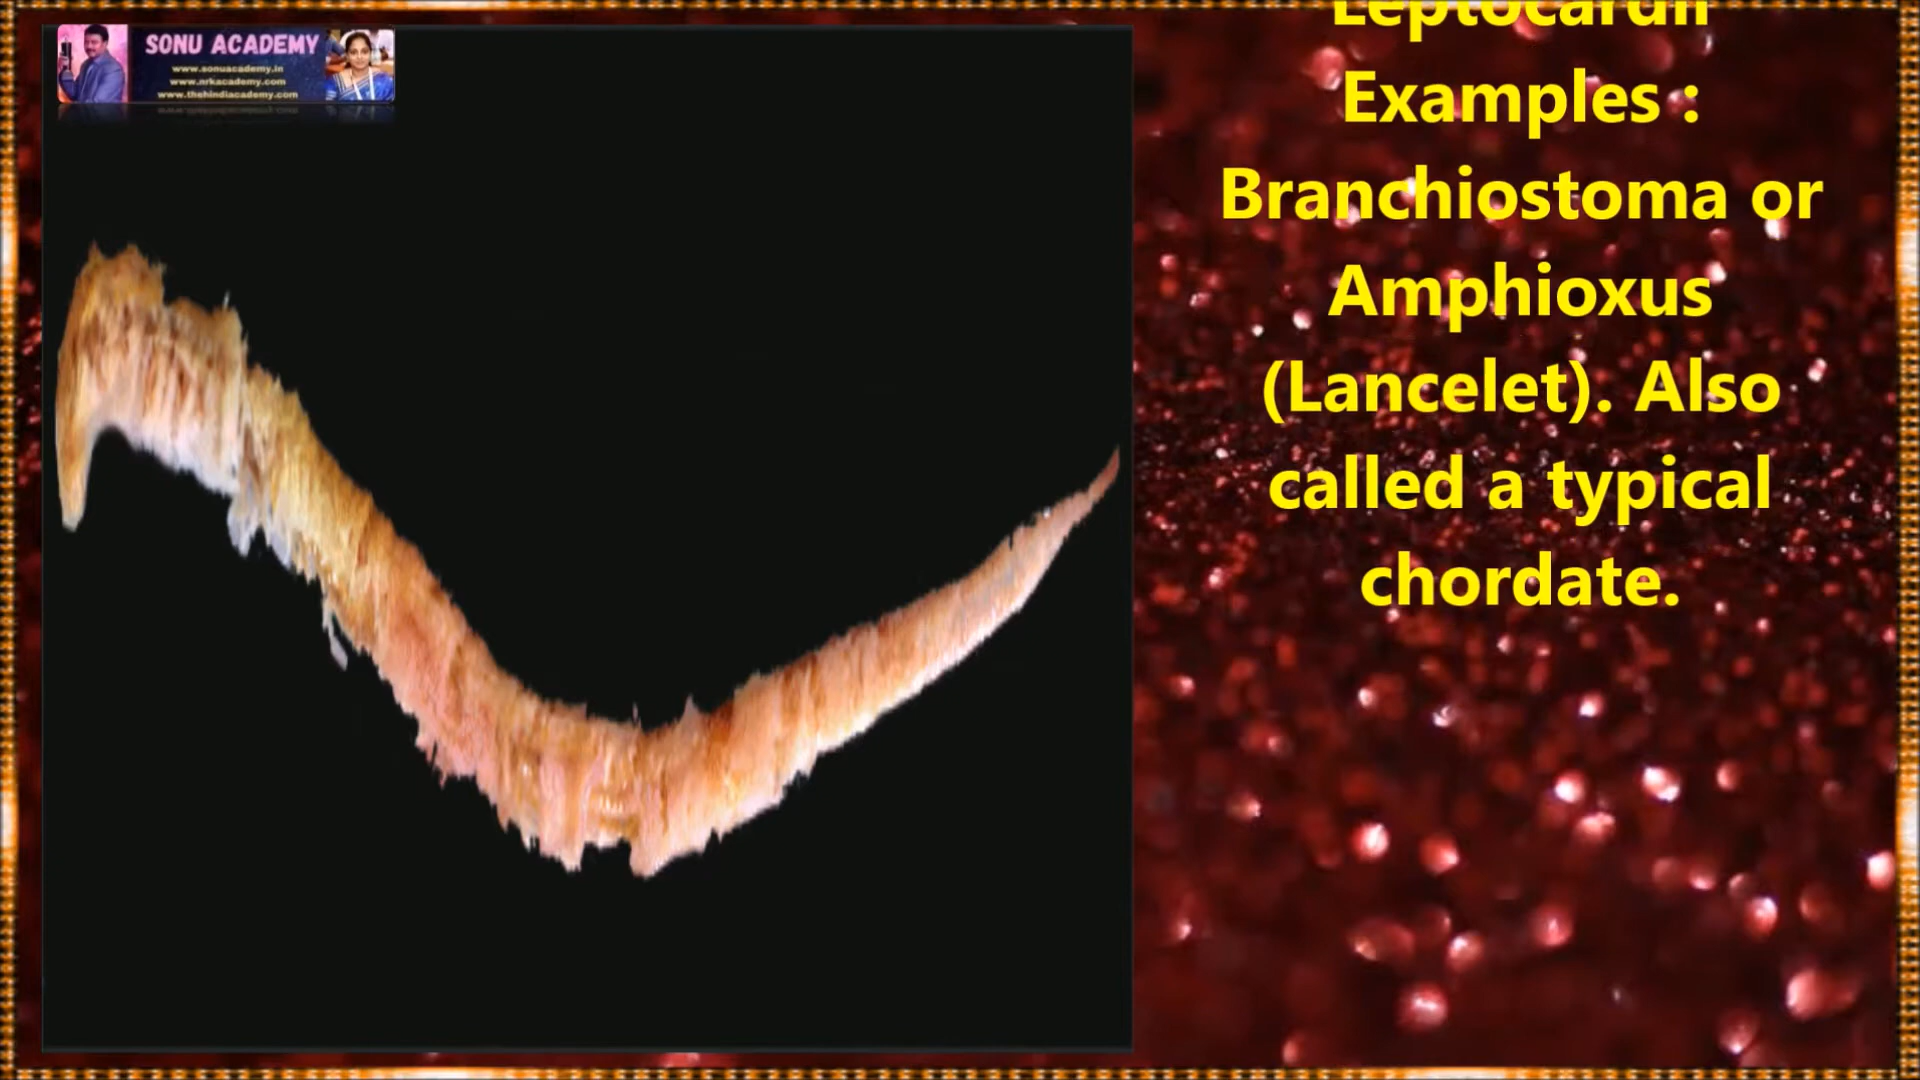 SONU ACADEMY
www.sonuacademy.in
www.nrkacademy.com
www.thehindiacademy.com
Leptocardii
Examples :
Branchiostoma or
Amphioxus
(Lancelet). Also
called a typical
chordate.